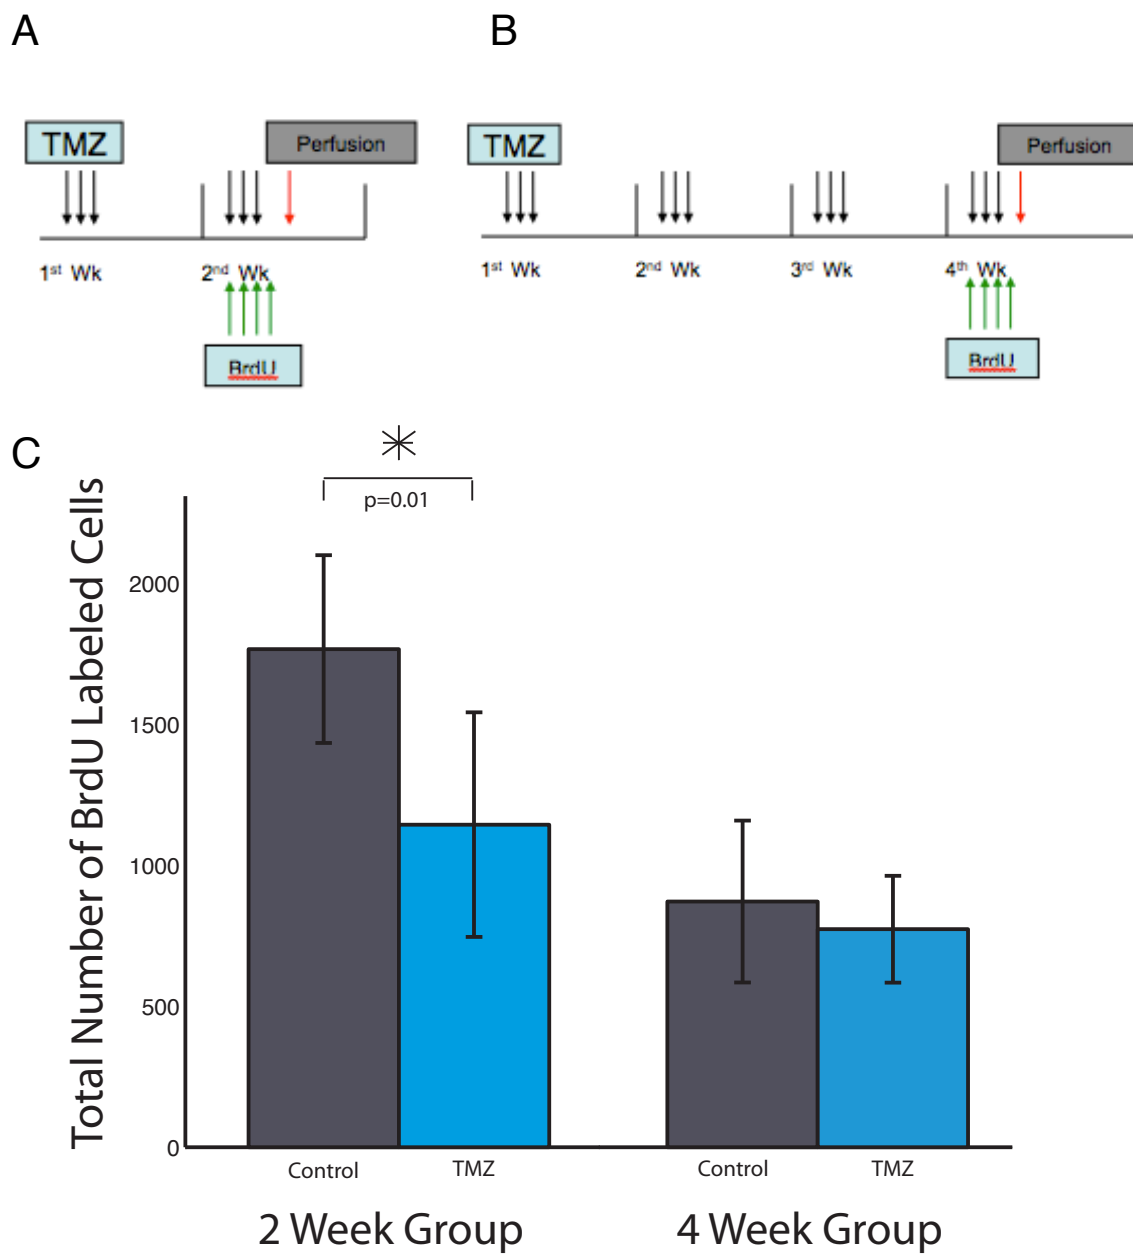 A
B
TMZ
Perfusion
1st Wk
2nd Wk
BrdU
TMZ
Perfusion
1st Wk
2nd Wk
3rd Wk
4th Wk
BrdU
C
p=0.01
Total Number of BrdU Labeled Cells
2000
1500
1000
500
0
Control
TMZ
Control
TMZ
2 Week Group
4 Week Group